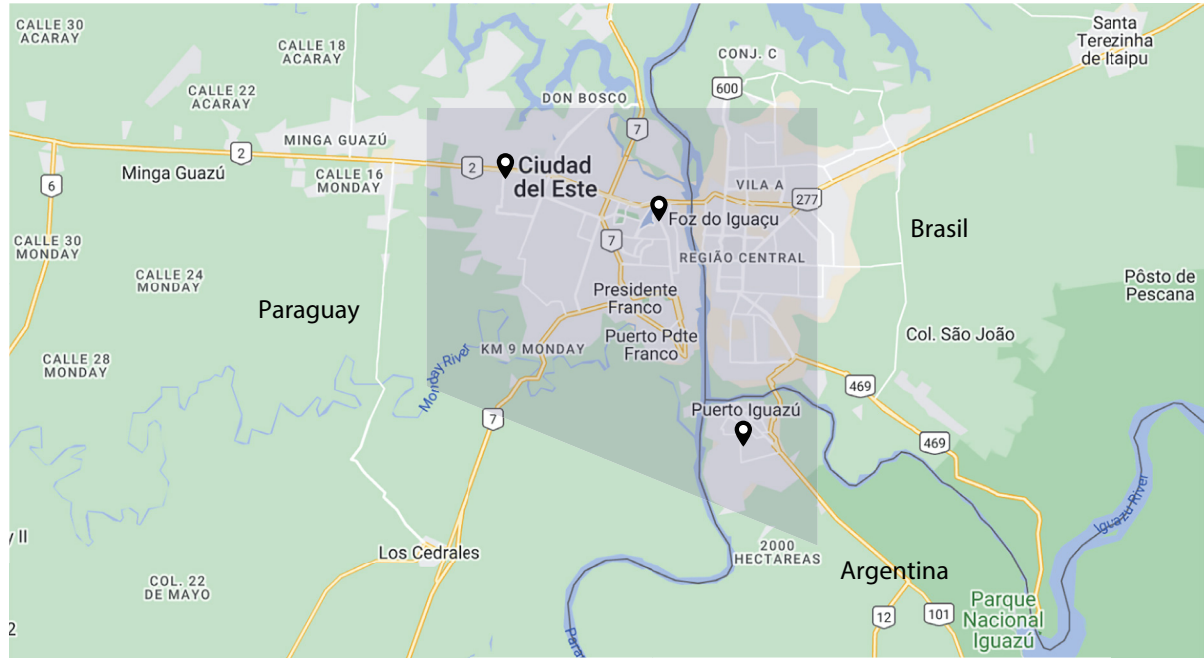 CALLE 30
ACARAY
CALLE 18
ACARAY
CONJ. C
Santa
Terezinha
de Itaipu
600
CALLE 22
ACARAY
DON BOSCO
7
MINGA GUAZÚ
2
Minga Guazú
CALLE 16
MONDAY
2
Ciudad
del Este
VILA A
277
6
Foz do Iguaçu
Brasil
CALLE 30
MONDAY
7
REGIÃO CENTRAL
CALLE 24
MONDAY
Pôsto de
Pescana
Paraguay
Presidente
Franco
Puerto Pdte
Franco
Col. São João
KM 9 MONDAY
CALLE 28
MONDAY
Monday River
469
Puerto Iguazú
7
469
Iguazú River
y II
Los Cedrales
2000
HECTAREAS
Argentina
COL. 22
DE MAYO
Parque
Nacional
Iguazú
12
101
2
Para